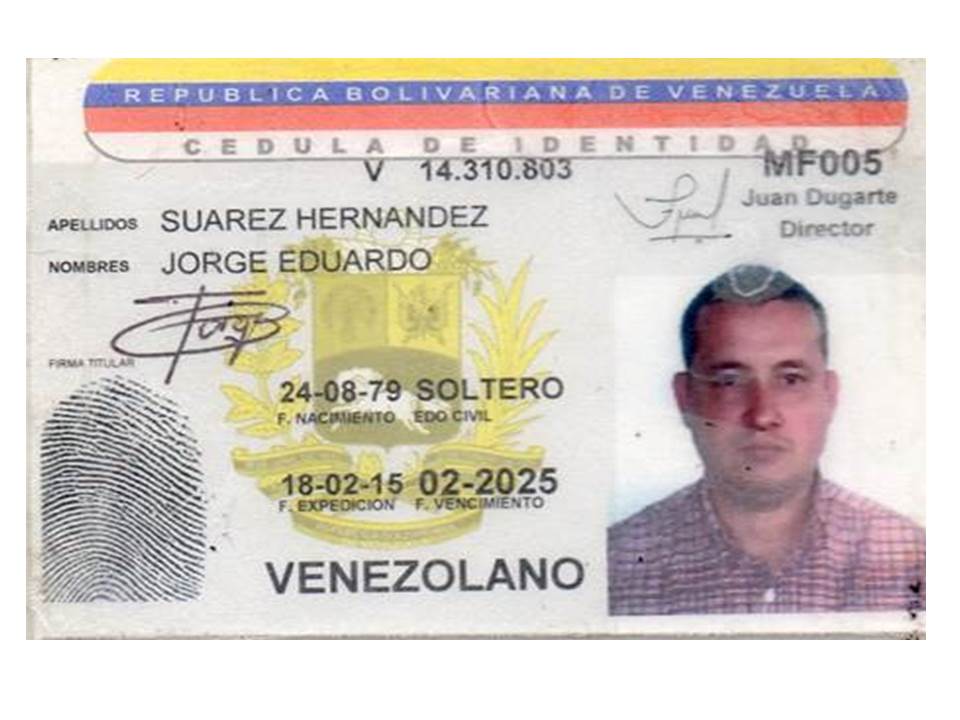 REPUBLICA BOLIVARIANA DE VENEZUELA
CEDULA DE IDENTIDAD
V 14.310.803
MF005
Juan Dugarte
Director
APELLIDOS SUAREZ HERNANDEZ
NOMBRES JORGE EDUARDO
FIRMA TITULAR
24-08-79 SOLTERO
F. NACIMIENTO EDO CIVIL
18-02-15 02-2025
F. EXPEDICION F. VENCIMIENTO
VENEZOLANO